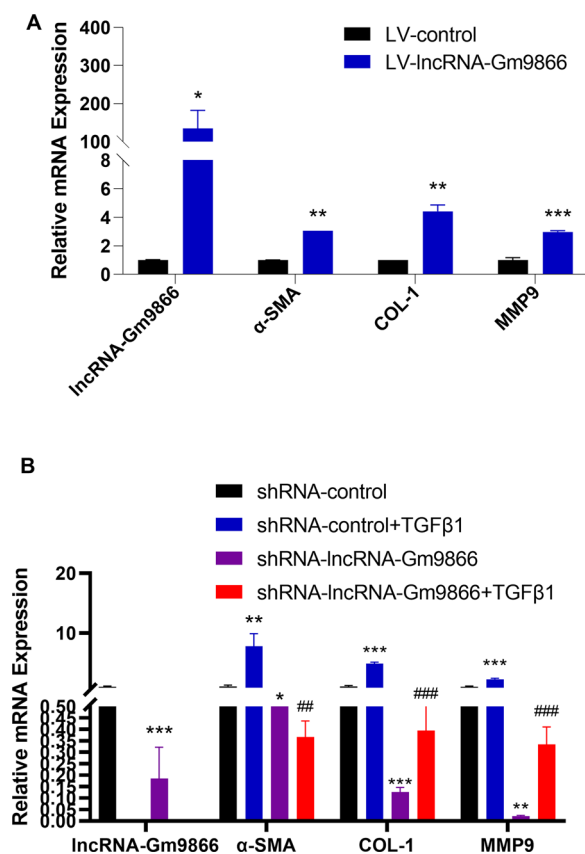 A
Relative mRNA Expression
400
300
200
100
8
6
4
2
0
LV-control
LV-lncRNA-Gm9866
*
**
**
***
lncRNA-Gm9866
α-SMA
COL-1
MMP9
B
shRNA-control
shRNA-control+TGFβ1
shRNA-lncRNA-Gm9866
shRNA-lncRNA-Gm9866+TGFβ1
Relative mRNA Expression
20
10
0.50
0.45
0.40
0.35
0.30
0.25
0.20
0.15
0.10
0.05
0.00
***
**
*
##
***
***
###
***
**
###
lncRNA-Gm9866 α-SMA COL-1 MMP9